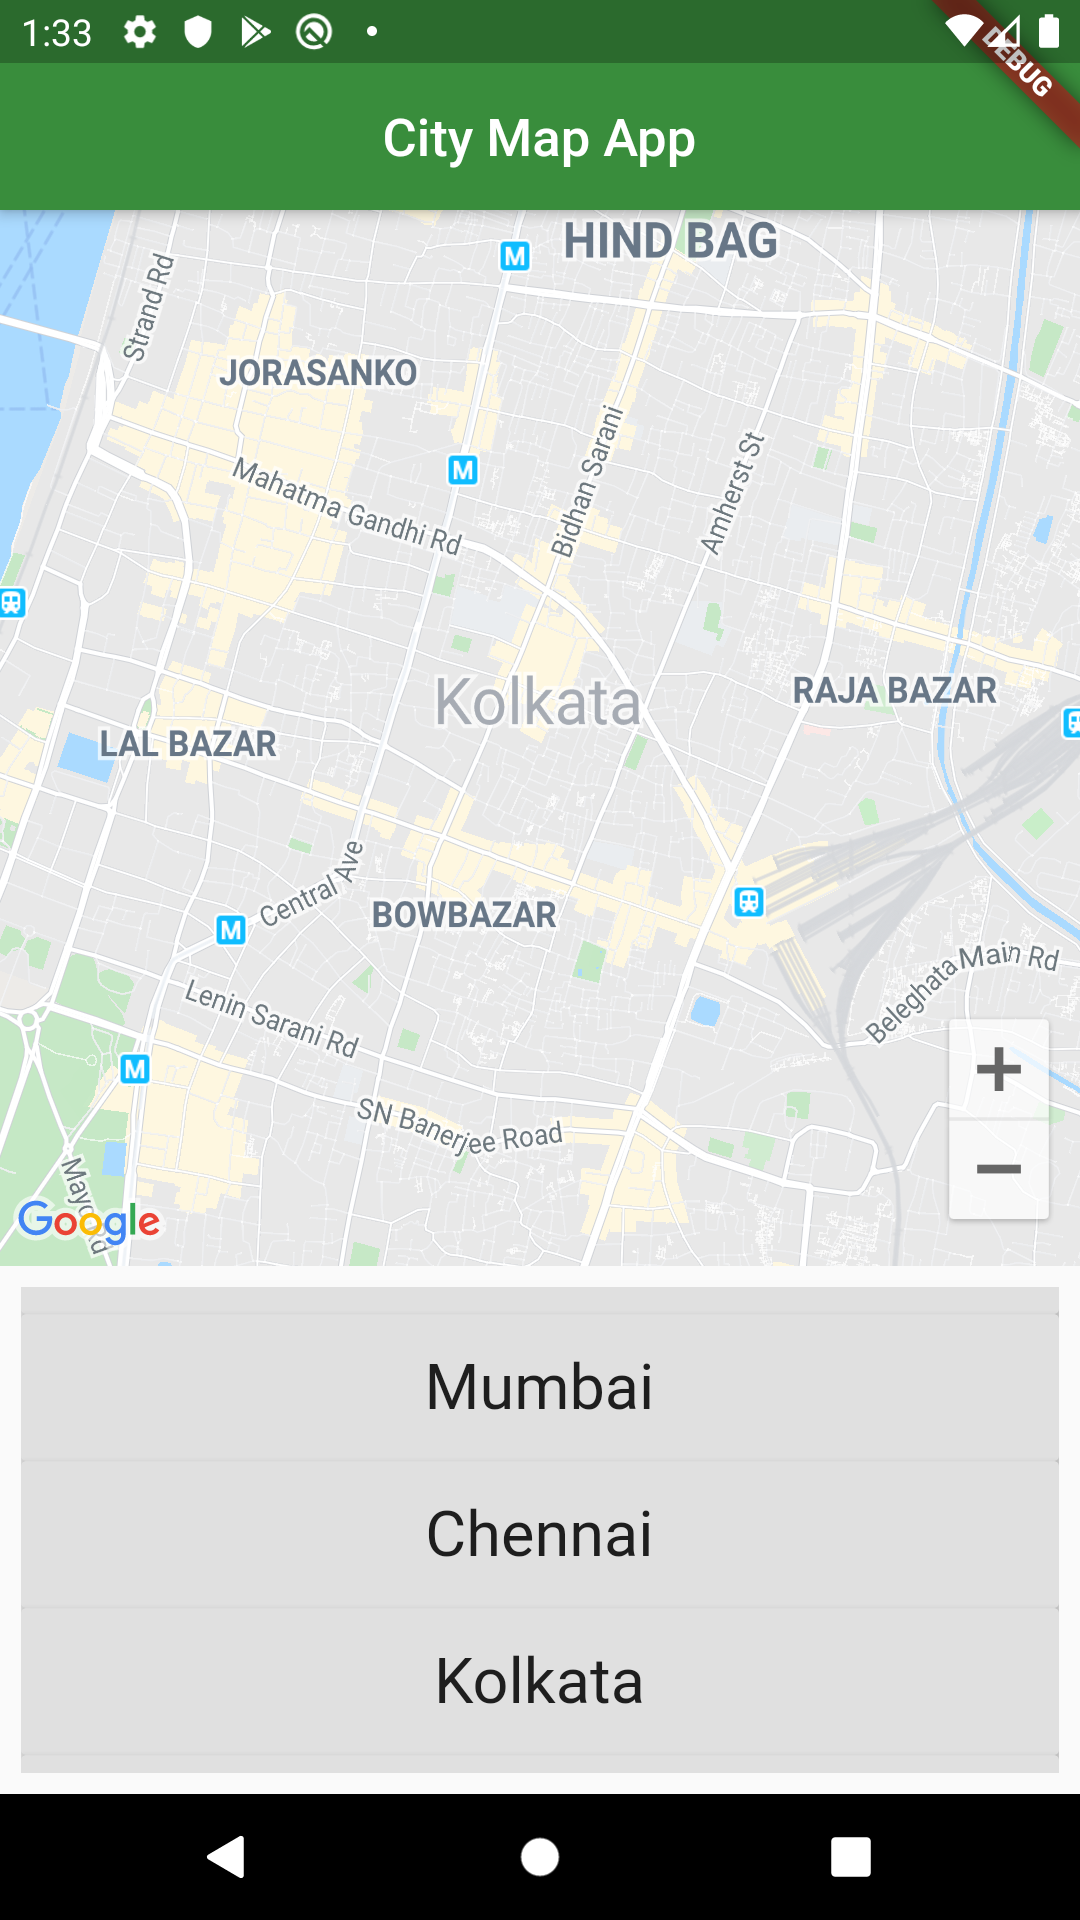 1:33
DEBUG
City Map App
HIND BAG
Strand Rd
JORASANKO
Mahatma Gandhi Rd
Bidhan Sarani
Amherst St
Kolkata
RAJA BAZAR
LAL BAZAR
Central Ave
BOWBAZAR
Beleghata Main Rd
Lenin Sarani Rd
SN Banerjee Road
Google
Mumbai
Chennai
Kolkata